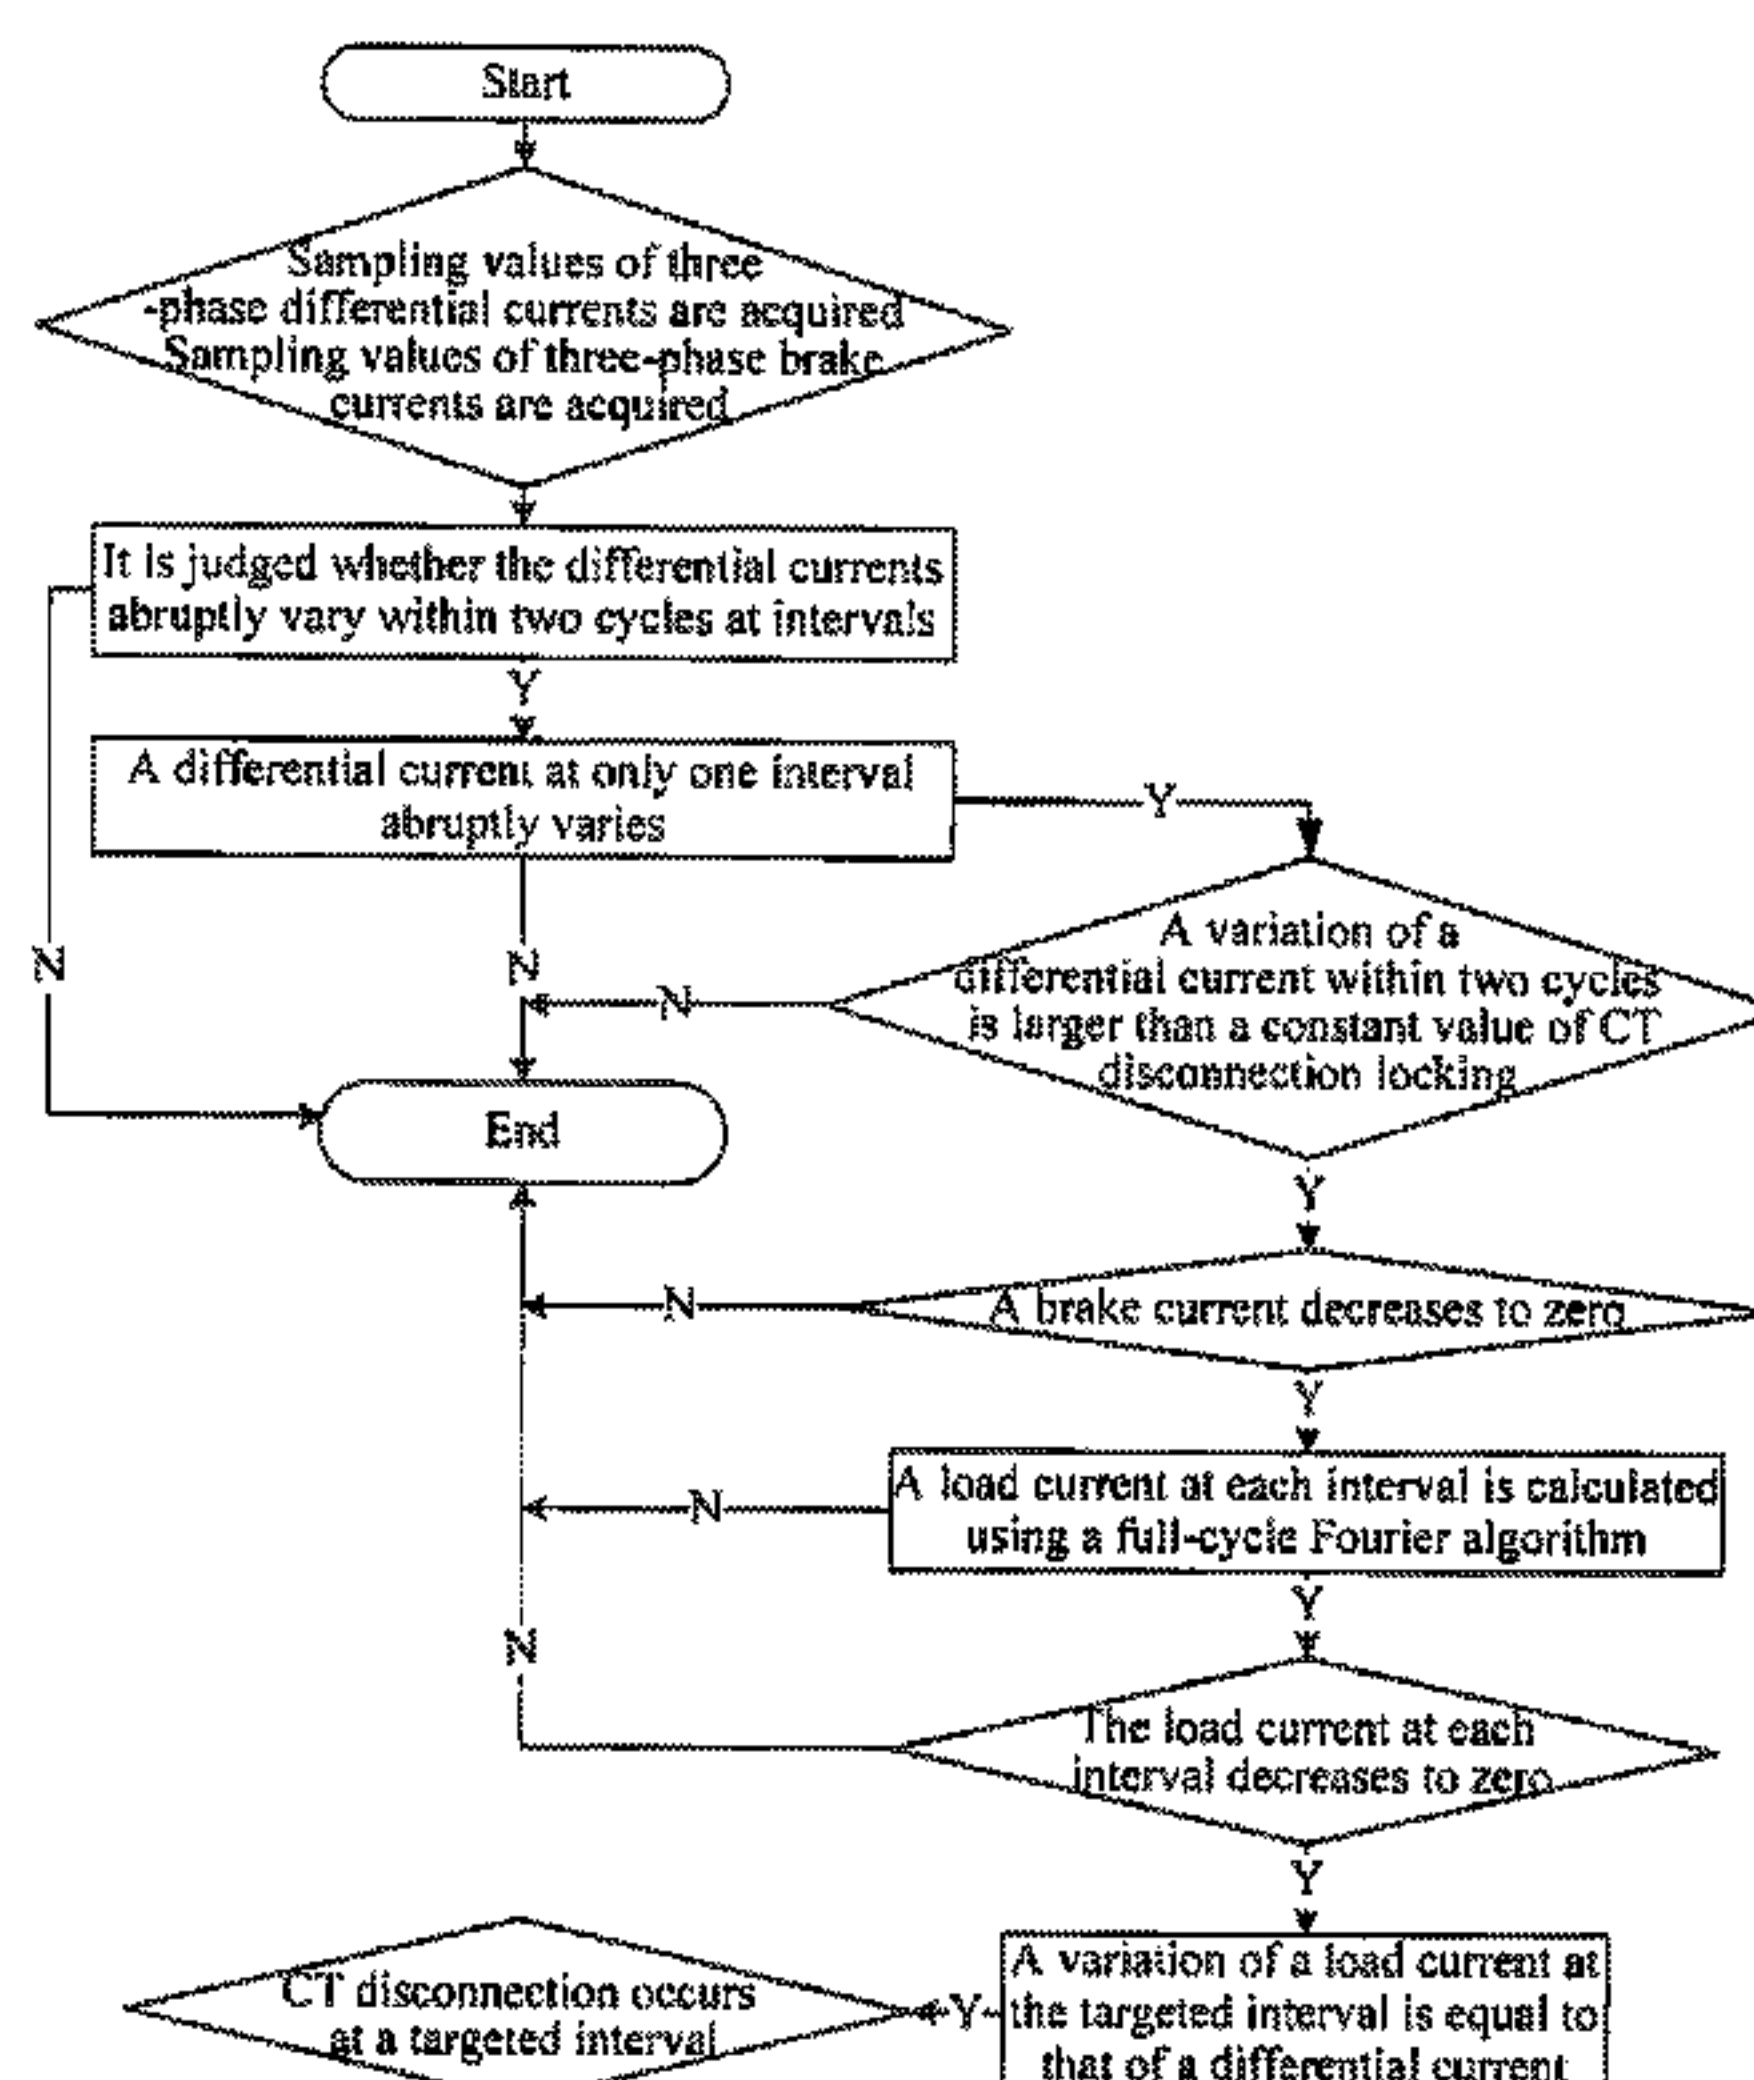 Start
Sampling values of three
-phase differential currents are acquired
Sampling values of three-phase brake
currents are acquired
It is judged whether the differential currents
abruptly vary within two cycles at intervals
Y
A differential current at only one interval
abruptly varies
Y
N
N
A variation of a
differential current within two cycles
is larger than a constant value of CT
disconnection locking
N
End
Y
A brake current decreases to zero
N
Y
A load current at each interval is calculated
using a full-cycle Fourier algorithm
N
Y
N
The load current at each
interval decreases to zero
Y
A variation of a load current at
the targeted interval is equal to
that of a differential current
Y
CT disconnection occurs
at a targeted interval